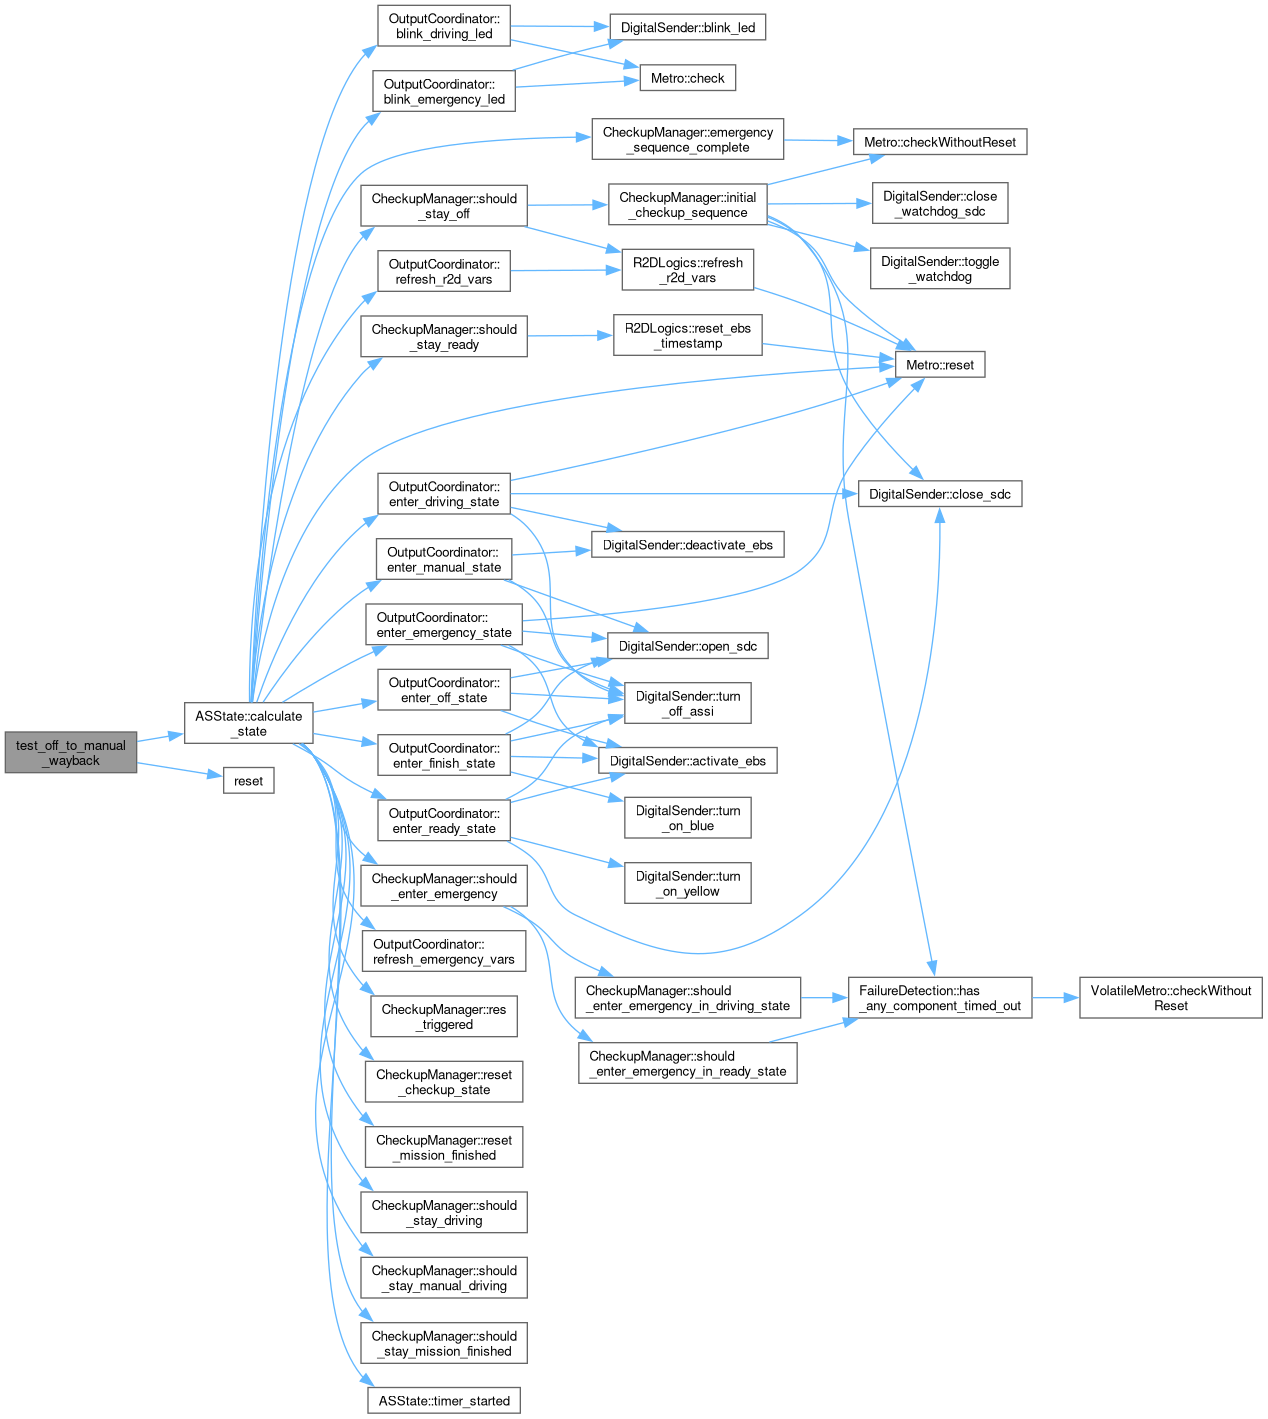 OutputCoordinator::
blink_driving_led
DigitalSender::blink_led
OutputCoordinator::
blink_emergency_led
Metro::check
CheckupManager::emergency
_sequence_complete
Metro::checkWithoutReset
CheckupManager::should
_stay_off
CheckupManager::initial
_checkup_sequence
DigitalSender::close
_watchdog_sdc
OutputCoordinator::
refresh_r2d_vars
R2DLogics::refresh
_r2d_vars
DigitalSender::toggle
_watchdog
CheckupManager::should
_stay_ready
R2DLogics::reset_ebs
_timestamp
Metro::reset
OutputCoordinator::
enter_driving_state
DigitalSender::close_sdc
OutputCoordinator::
enter_manual_state
DigitalSender::deactivate_ebs
OutputCoordinator::
enter_emergency_state
DigitalSender::open_sdc
OutputCoordinator::
enter_off_state
DigitalSender::turn
_off_assi
ASState::calculate
_state
test_off_to_manual
_wayback
reset
OutputCoordinator::
enter_finish_state
DigitalSender::activate_ebs
OutputCoordinator::
enter_ready_state
DigitalSender::turn
_on_blue
CheckupManager::should
_enter_emergency
DigitalSender::turn
_on_yellow
OutputCoordinator::
refresh_emergency_vars
CheckupManager::res
_triggered
CheckupManager::should
_enter_emergency_in_driving_state
FailureDetection::has
_any_component_timed_out
VolatileMetro::checkWithout
Reset
CheckupManager::reset
_checkup_state
CheckupManager::should
_enter_emergency_in_ready_state
CheckupManager::reset
_mission_finished
CheckupManager::should
_stay_driving
CheckupManager::should
_stay_manual_driving
CheckupManager::should
_stay_mission_finished
ASState::timer_started